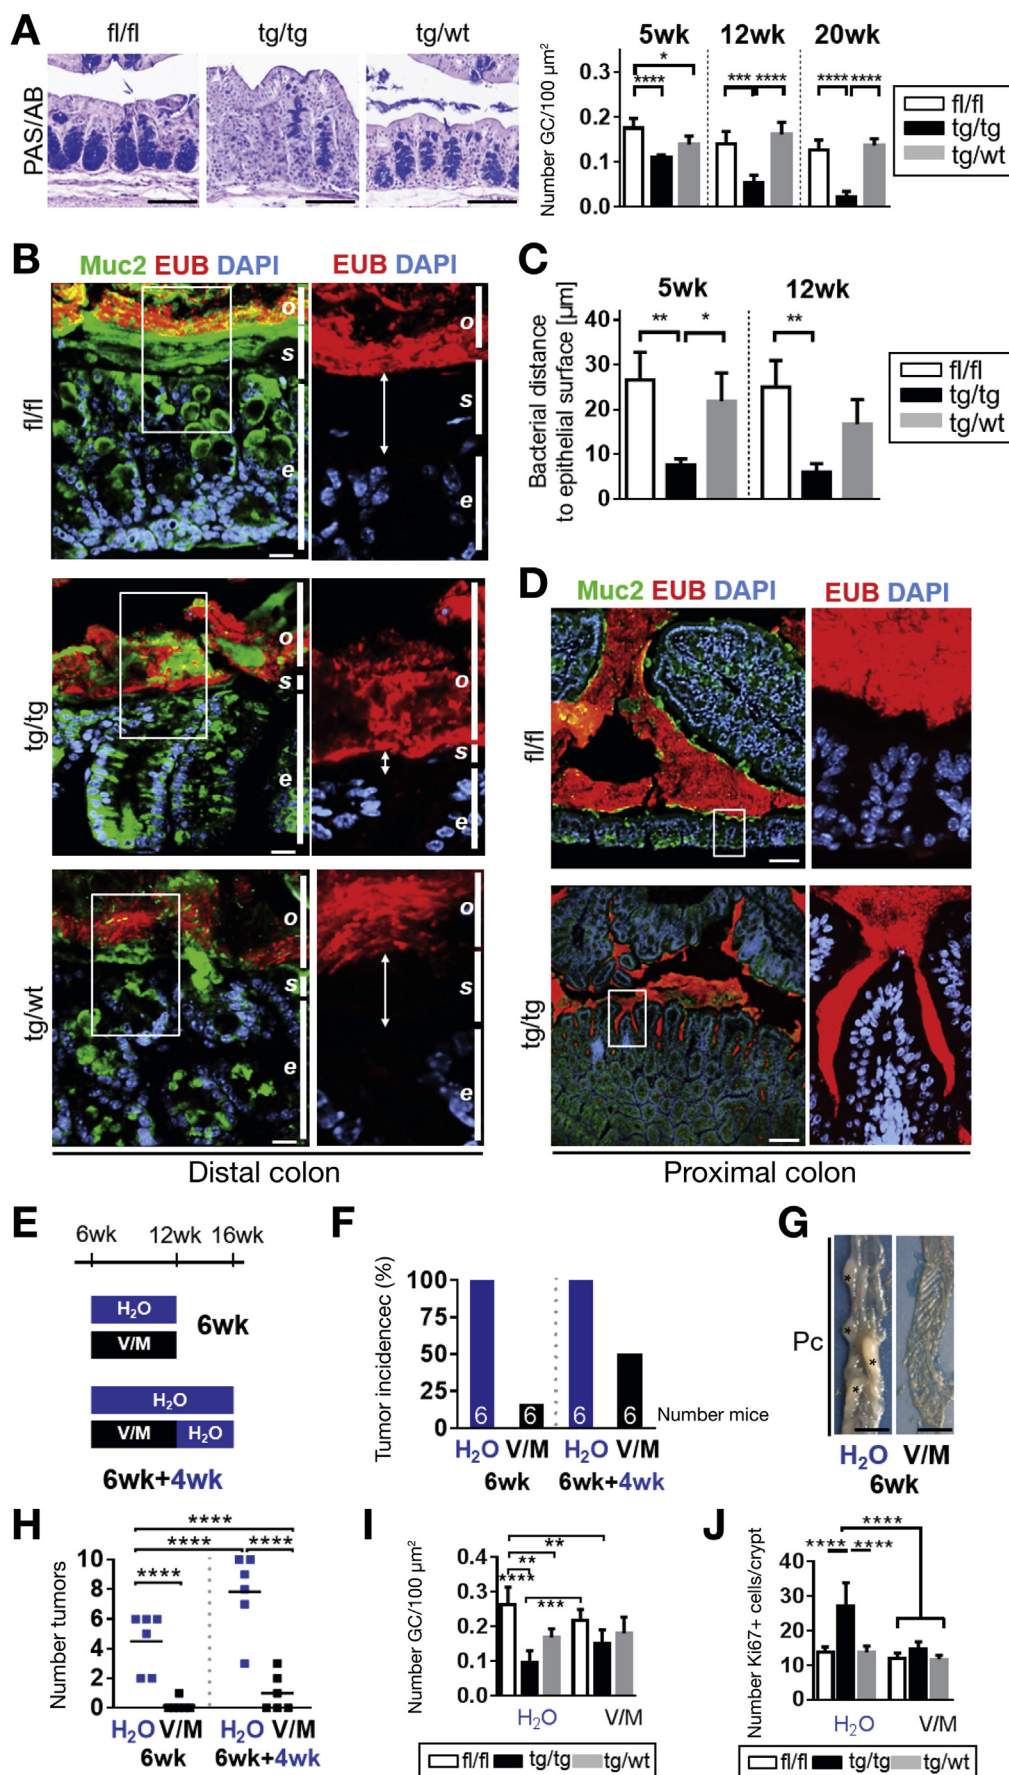 A
fl/fl tg/tg tg/wt
PAS/AB
5wk 12wk 20wk
* **** *** **** **** ****
Number GC/100 µm²
0.3
0.2
0.1
0.0
fl/fl
tg/tg
tg/wt
B
Muc2 EUB DAPI EUB DAPI
fl/fl
o s e o s e
tg/tg
o s e o s e
tg/wt
o s e o s e
Distal colon
C
5wk 12wk
** * **
Bacterial distance
to epithelial surface [µm]
40
30
20
10
0
fl/fl
tg/tg
tg/wt
D
Muc2 EUB DAPI EUB DAPI
fl/fl
tg/tg
Proximal colon
E
6wk 12wk 16wk
H₂O
V/M
6wk
H₂O
V/M H₂O
6wk+4wk
F
Tumor incidencec (%)
100
75
50
25
0
6 6 6 Number mice
H₂O V/M H₂O V/M
6wk 6wk+4wk
G
Pc
* * * *
H₂O V/M
6wk
H
****
**** ****
****
Number tumors
10
8
6
4
2
0
H₂O V/M H₂O V/M
6wk 6wk+4wk
I
**
**
****
***
Number GC/100 µm²
0.4
0.3
0.2
0.1
0.0
H₂O V/M
fl/fl tg/tg tg/wt
J
****
**** ****
Number Ki67+ cells/crypt
40
30
20
10
0
H₂O V/M
fl/fl tg/tg tg/wt